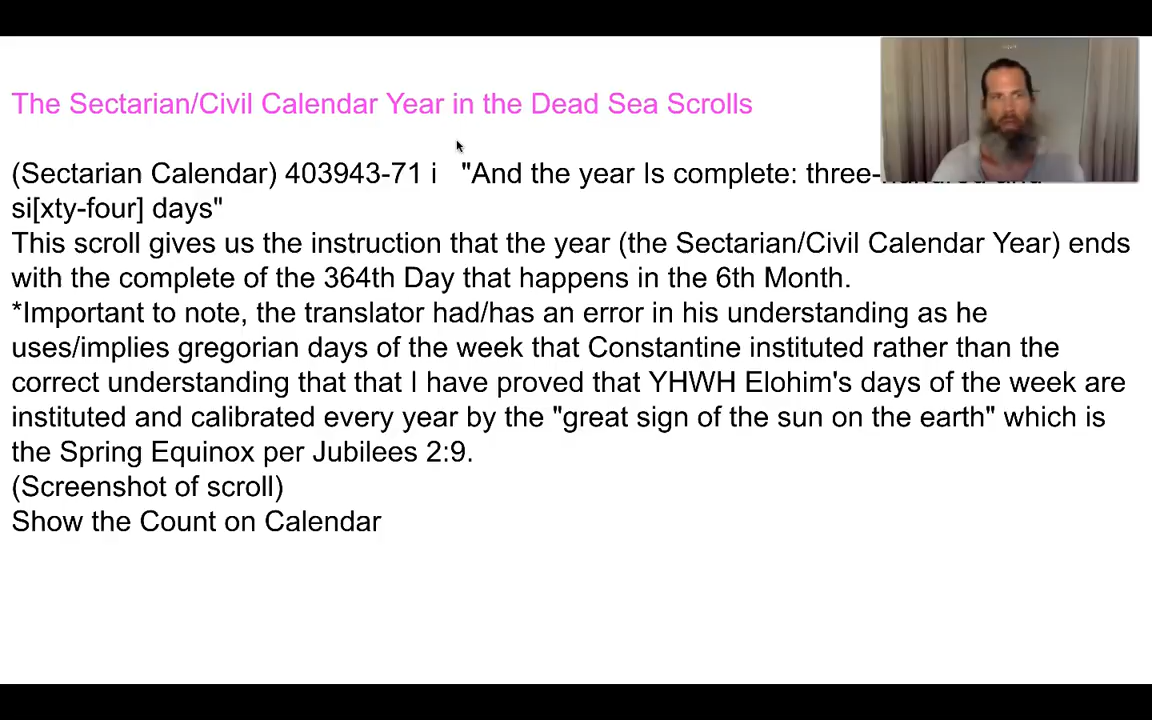 The Sectarian/Civil Calendar Year in the Dead Sea Scrolls
(Sectarian Calendar) 403943-71 i "And the year Is complete: three-hundred and
si[xty-four] days"
This scroll gives us the instruction that the year (the Sectarian/Civil Calendar Year) ends
with the complete of the 364th Day that happens in the 6th Month.
*Important to note, the translator had/has an error in his understanding as he
uses/implies gregorian days of the week that Constantine instituted rather than the
correct understanding that that I have proved that YHWH Elohim's days of the week are
instituted and calibrated every year by the "great sign of the sun on the earth" which is
the Spring Equinox per Jubilees 2:9.
(Screenshot of scroll)
Show the Count on Calendar